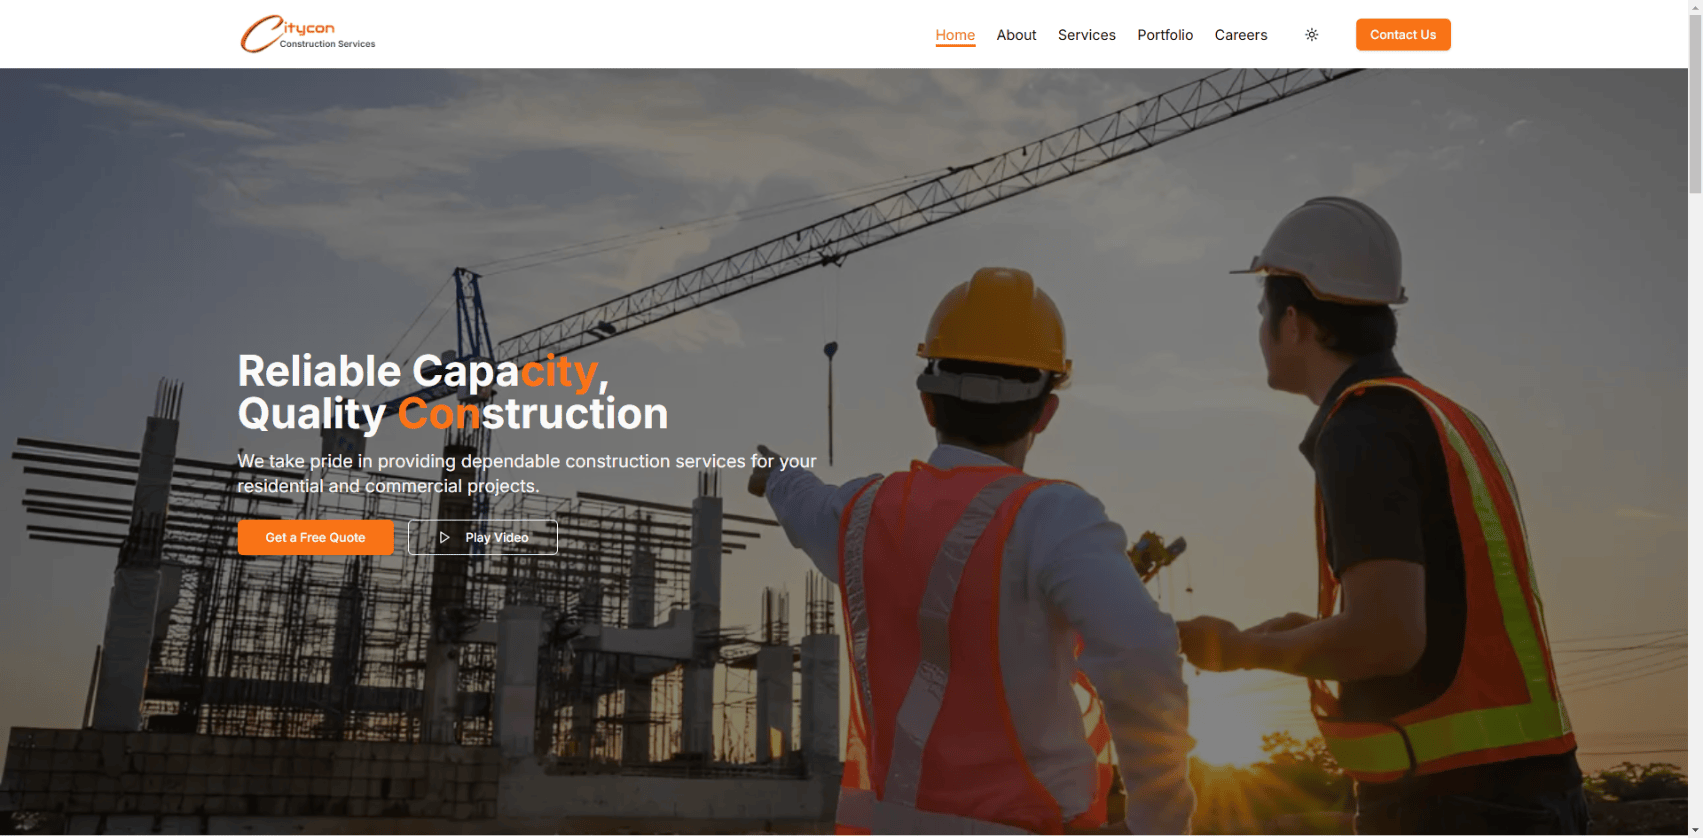 Citycon
Construction Services
Home About Services Portfolio Careers Contact Us
Reliable Capacity,
Quality Construction
We take pride in providing dependable construction services for your
residential and commercial projects.
Get a Free Quote Play Video